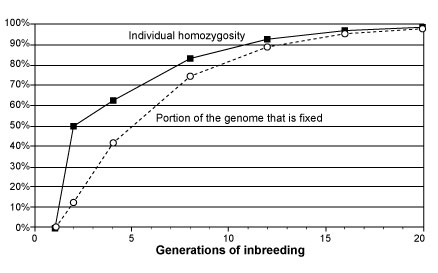 100%
90%
80%
70%
60%
50%
40%
30%
20%
10%
0%
Individual homozygosity
Portion of the genome that is fixed
0 5 10 15 20
Generations of inbreeding